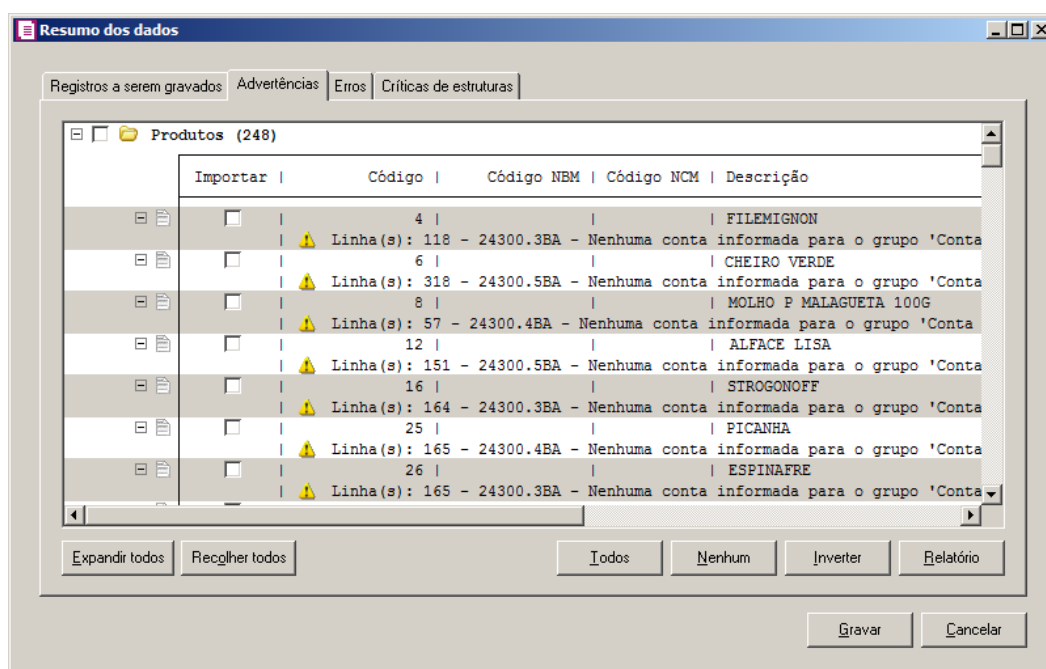 Resumo dos dados
Registros a serem gravados Advertências Erros Críticas de estruturas
Produtos (248)
Importar | Código | Código NBM | Código NCM | Descrição
| 4 | | | FILEMIGNON
| Linha(s): 118 - 24300.3BA - Nenhuma conta informada para o grupo 'Conta
| 6 | | | CHEIRO VERDE
| Linha(s): 318 - 24300.5BA - Nenhuma conta informada para o grupo 'Conta
| 8 | | | MOLHO P MALAGUETA 100G
| Linha(s): 57 - 24300.4BA - Nenhuma conta informada para o grupo 'Conta
| 12 | | | ALFACE LISA
| Linha(s): 151 - 24300.5BA - Nenhuma conta informada para o grupo 'Conta
| 16 | | | STROGONOFF
| Linha(s): 164 - 24300.3BA - Nenhuma conta informada para o grupo 'Conta
| 25 | | | PICANHA
| Linha(s): 165 - 24300.4BA - Nenhuma conta informada para o grupo 'Conta
| 26 | | | ESPINAFRE
| Linha(s): 165 - 24300.3BA - Nenhuma conta informada para o grupo 'Conta
Expandir todos Recolher todos Todos Nenhum Inverter Relatório
Gravar Cancelar